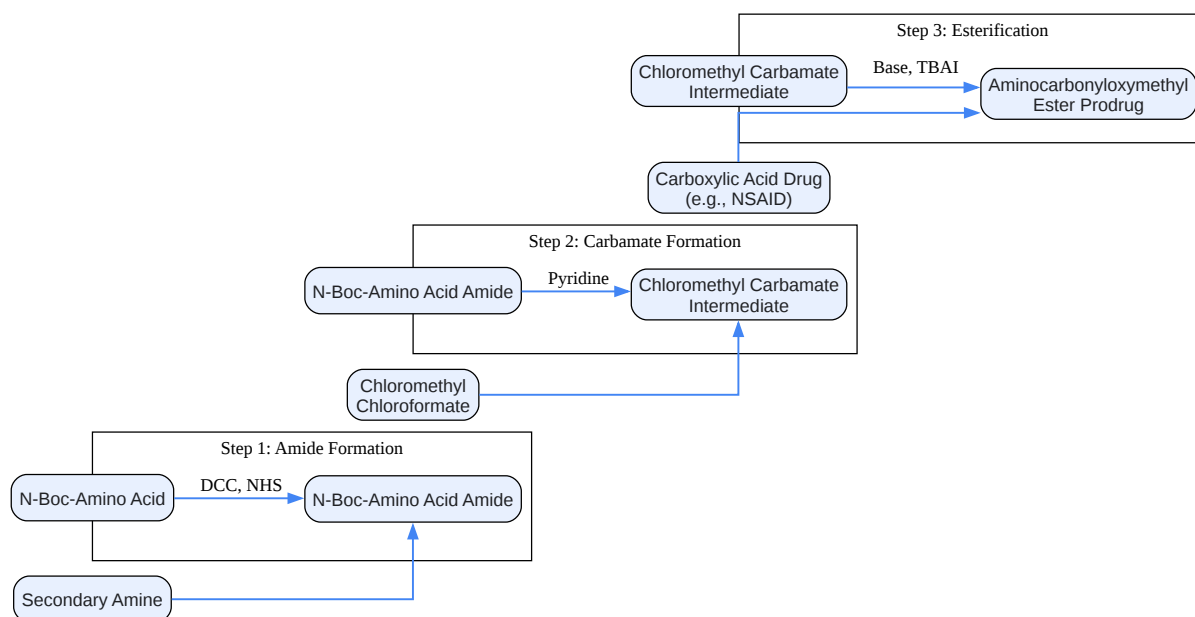 Step 3: Esterification
Chloromethyl Carbamate
Intermediate
Base, TBAI
Aminocarbonyloxymethyl
Ester Prodrug
Carboxylic Acid Drug
(e.g., NSAID)
Step 2: Carbamate Formation
N-Boc-Amino Acid Amide
Pyridine
Chloromethyl Carbamate
Intermediate
Chloromethyl
Chloroformate
Step 1: Amide Formation
N-Boc-Amino Acid
DCC, NHS
N-Boc-Amino Acid Amide
Secondary Amine